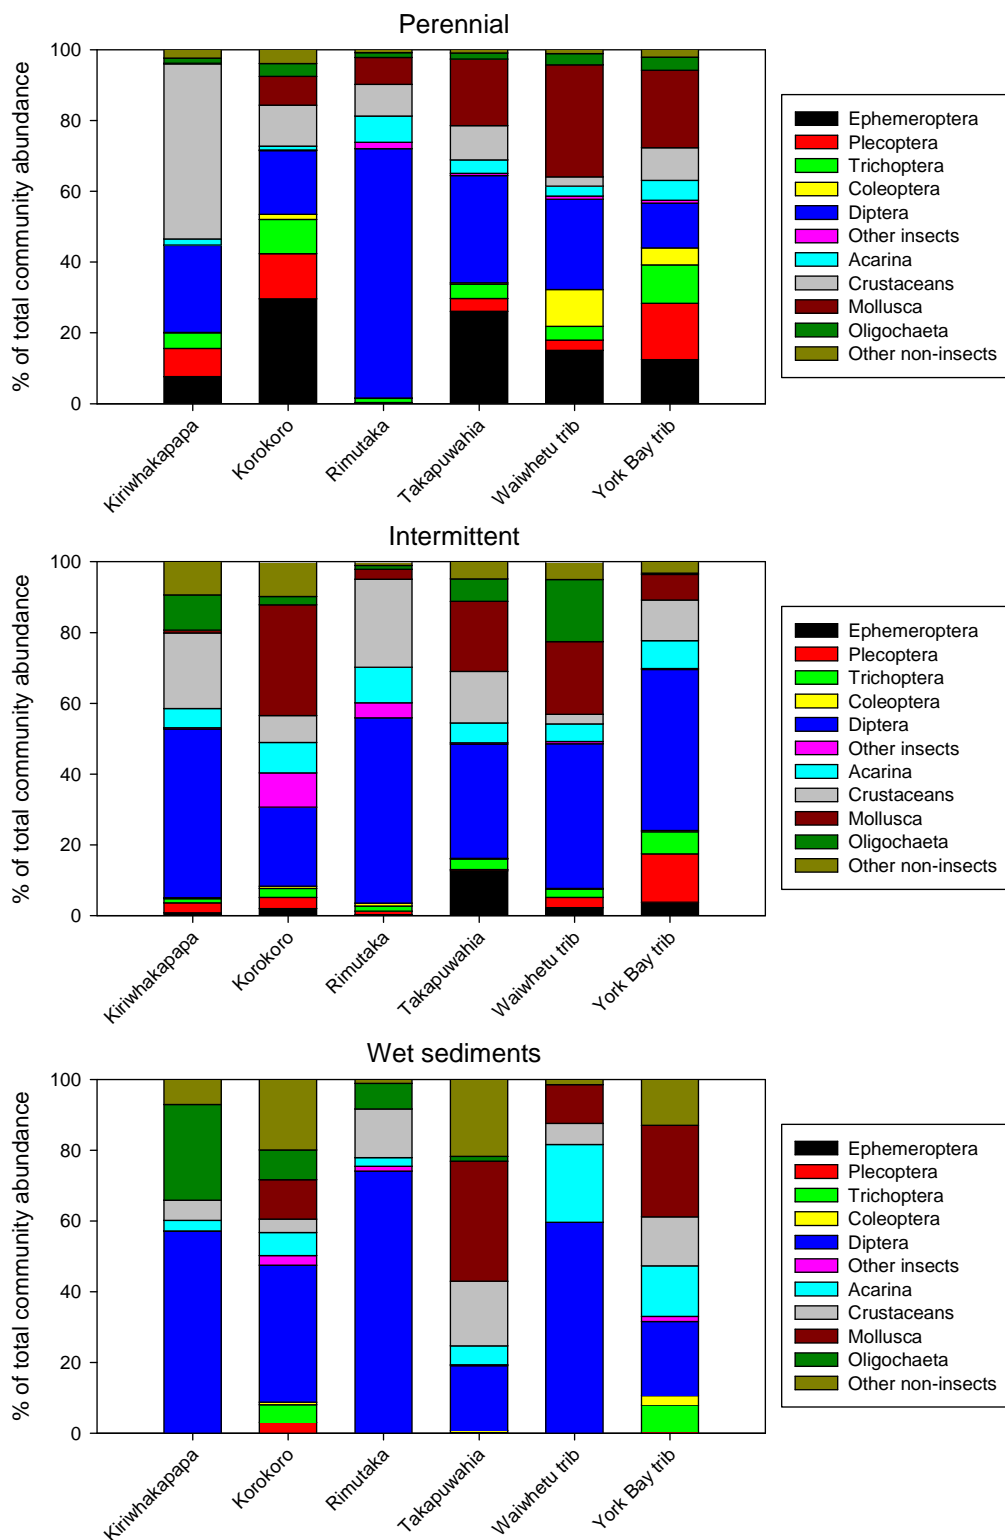 Perennial
% of total community abundance
100
80
60
40
20
0
Kiriwhakapapa
Korokoro
Rimutaka
Takapuwahia
Waiwhetu trib
York Bay trib
Ephemeroptera
Plecoptera
Trichoptera
Coleoptera
Diptera
Other insects
Acarina
Crustaceans
Mollusca
Oligochaeta
Other non-insects
Intermittent
% of total community abundance
100
80
60
40
20
0
Kiriwhakapapa
Korokoro
Rimutaka
Takapuwahia
Waiwhetu trib
York Bay trib
Ephemeroptera
Plecoptera
Trichoptera
Coleoptera
Diptera
Other insects
Acarina
Crustaceans
Mollusca
Oligochaeta
Other non-insects
Wet sediments
% of total community abundance
100
80
60
40
20
0
Kiriwhakapapa
Korokoro
Rimutaka
Takapuwahia
Waiwhetu trib
York Bay trib
Ephemeroptera
Plecoptera
Trichoptera
Coleoptera
Diptera
Other insects
Acarina
Crustaceans
Mollusca
Oligochaeta
Other non-insects